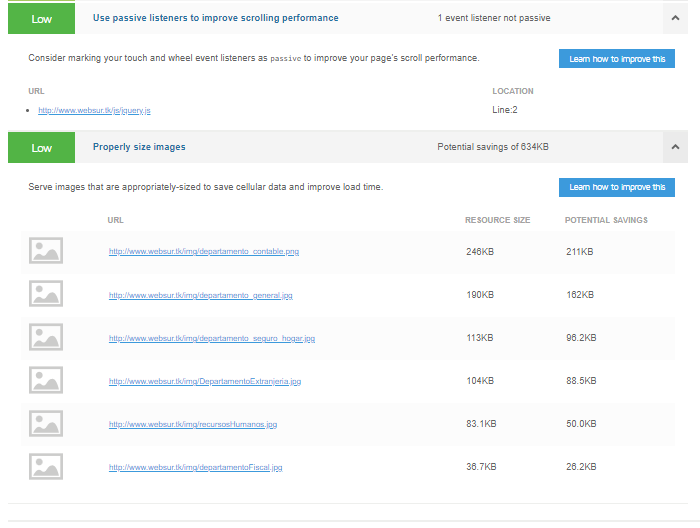 Low Use passive listeners to improve scrolling performance 1 event listener not passive
Consider marking your touch and wheel event listeners as passive to improve your page's scroll performance. Learn how to improve this
URL LOCATION
http://www.websur.tk/js/jquery.js Line:2
Low Properly size images Potential savings of 634KB
Serve images that are appropriately-sized to save cellular data and improve load time. Learn how to improve this
URL RESOURCE SIZE POTENTIAL SAVINGS
http://www.websur.tk/img/departamento_contable.png 246KB 211KB
http://www.websur.tk/img/departamento_general.jpg 190KB 162KB
http://www.websur.tk/img/departamento_seguro_hogar.jpg 113KB 96.2KB
http://www.websur.tk/img/DepartamentoExtranjeria.jpg 104KB 88.5KB
http://www.websur.tk/img/recursosHumanos.jpg 83.1KB 50.0KB
http://www.websur.tk/img/departamentoFiscal.jpg 36.7KB 26.2KB